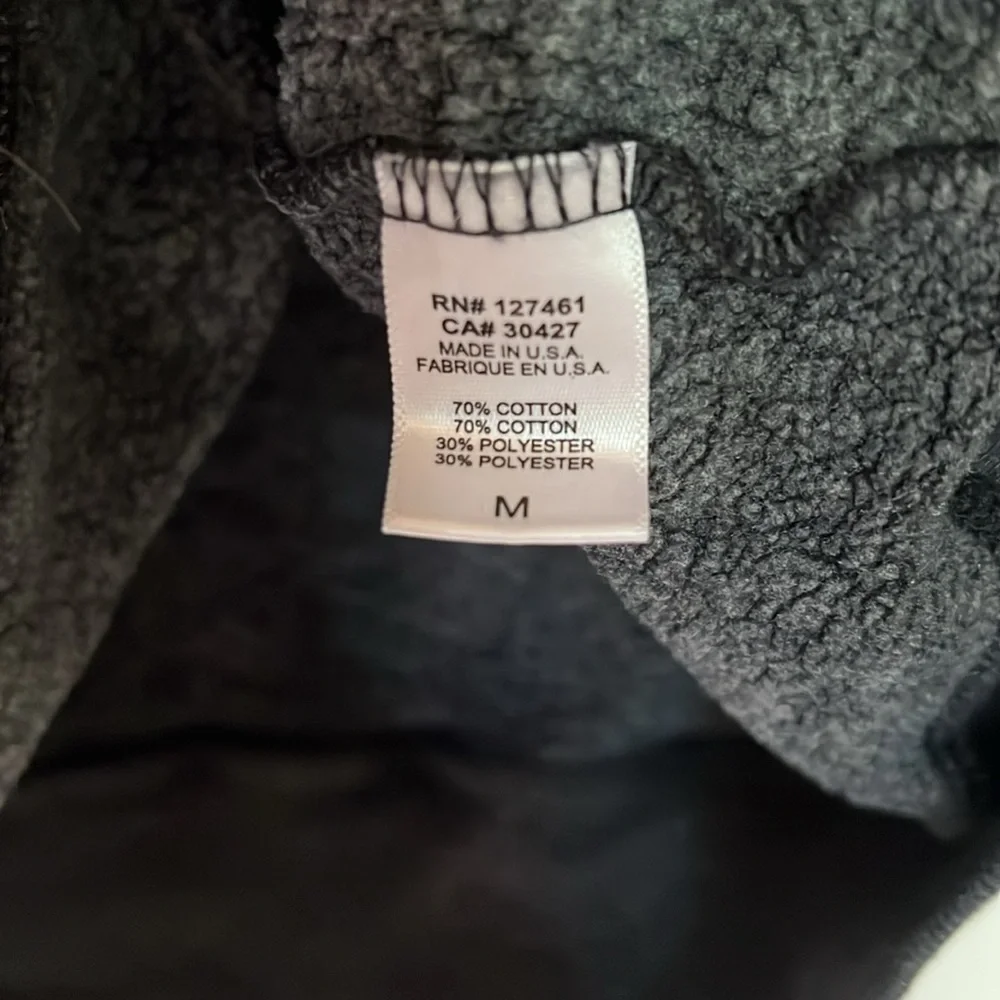 RN# 127461
CA# 30427
MADE IN U.S.A.
FABRIQUE EN U.S.A.
70% COTTON
70% COTTON
30% POLYESTER
30% POLYESTER
M